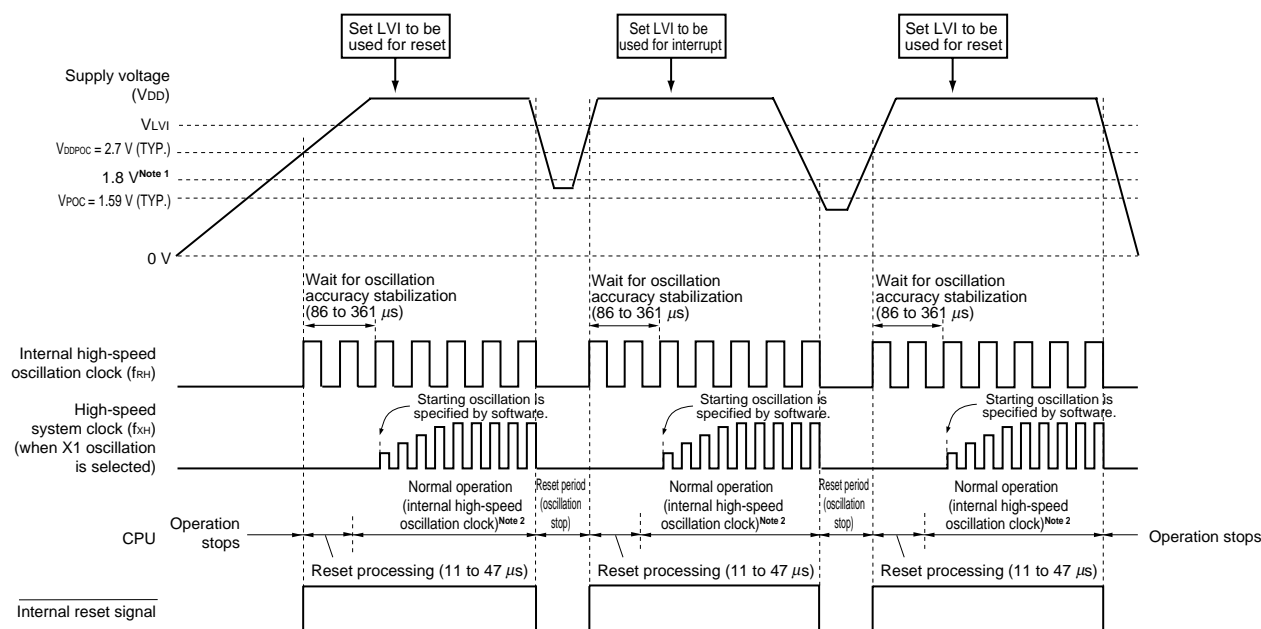 Set LVI to be
used for reset
Set LVI to be
used for interrupt
Set LVI to be
used for reset
Supply voltage
(VDD)
VLVI
VDDPOC = 2.7 V (TYP.)
1.8 V Note 1
VPOC = 1.59 V (TYP.)
0 V
Wait for oscillation
accuracy stabilization
(86 to 361 μs)
Wait for oscillation
accuracy stabilization
(86 to 361 μs)
Wait for oscillation
accuracy stabilization
(86 to 361 μs)
Internal high-speed
oscillation clock (fRH)
High-speed
system clock (fXH)
(when X1 oscillation
is selected)
Starting oscillation is
specified by software.
Starting oscillation is
specified by software.
Starting oscillation is
specified by software.
CPU
Operation
stops
Normal operation
(internal high-speed
oscillation clock) Note 2
Reset period
(oscillation
stop)
Normal operation
(internal high-speed
oscillation clock) Note 2
Reset period
(oscillation
stop)
Normal operation
(internal high-speed
oscillation clock) Note 2
Operation stops
Reset processing (11 to 47 μs)
Reset processing (11 to 47 μs)
Reset processing (11 to 47 μs)
Internal reset signal